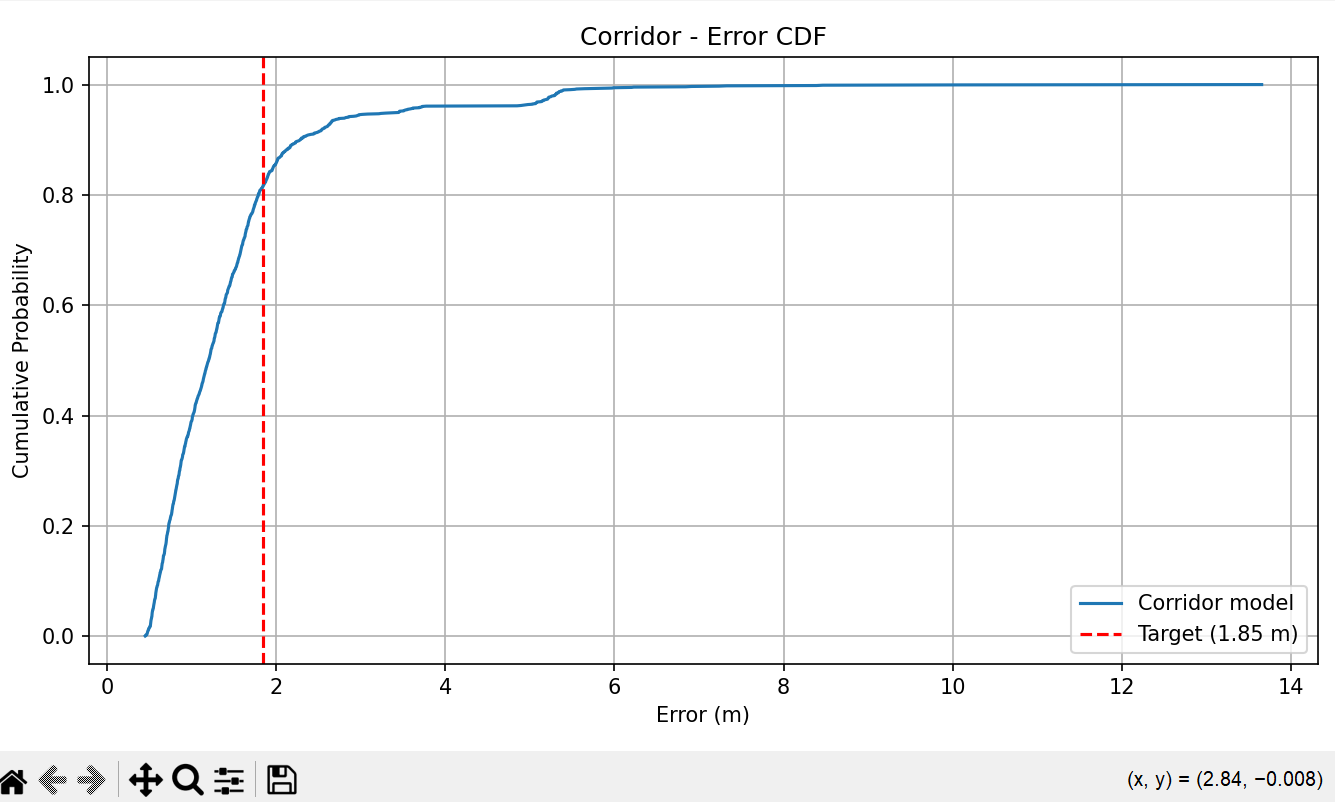 Corridor - Error CDF
Cumulative Probability
1.0
0.8
0.6
0.4
0.2
0.0
0 2 4 6 8 10 12 14
Error (m)
Corridor model
Target (1.85 m)
(x, y) = (2.84, −0.008)